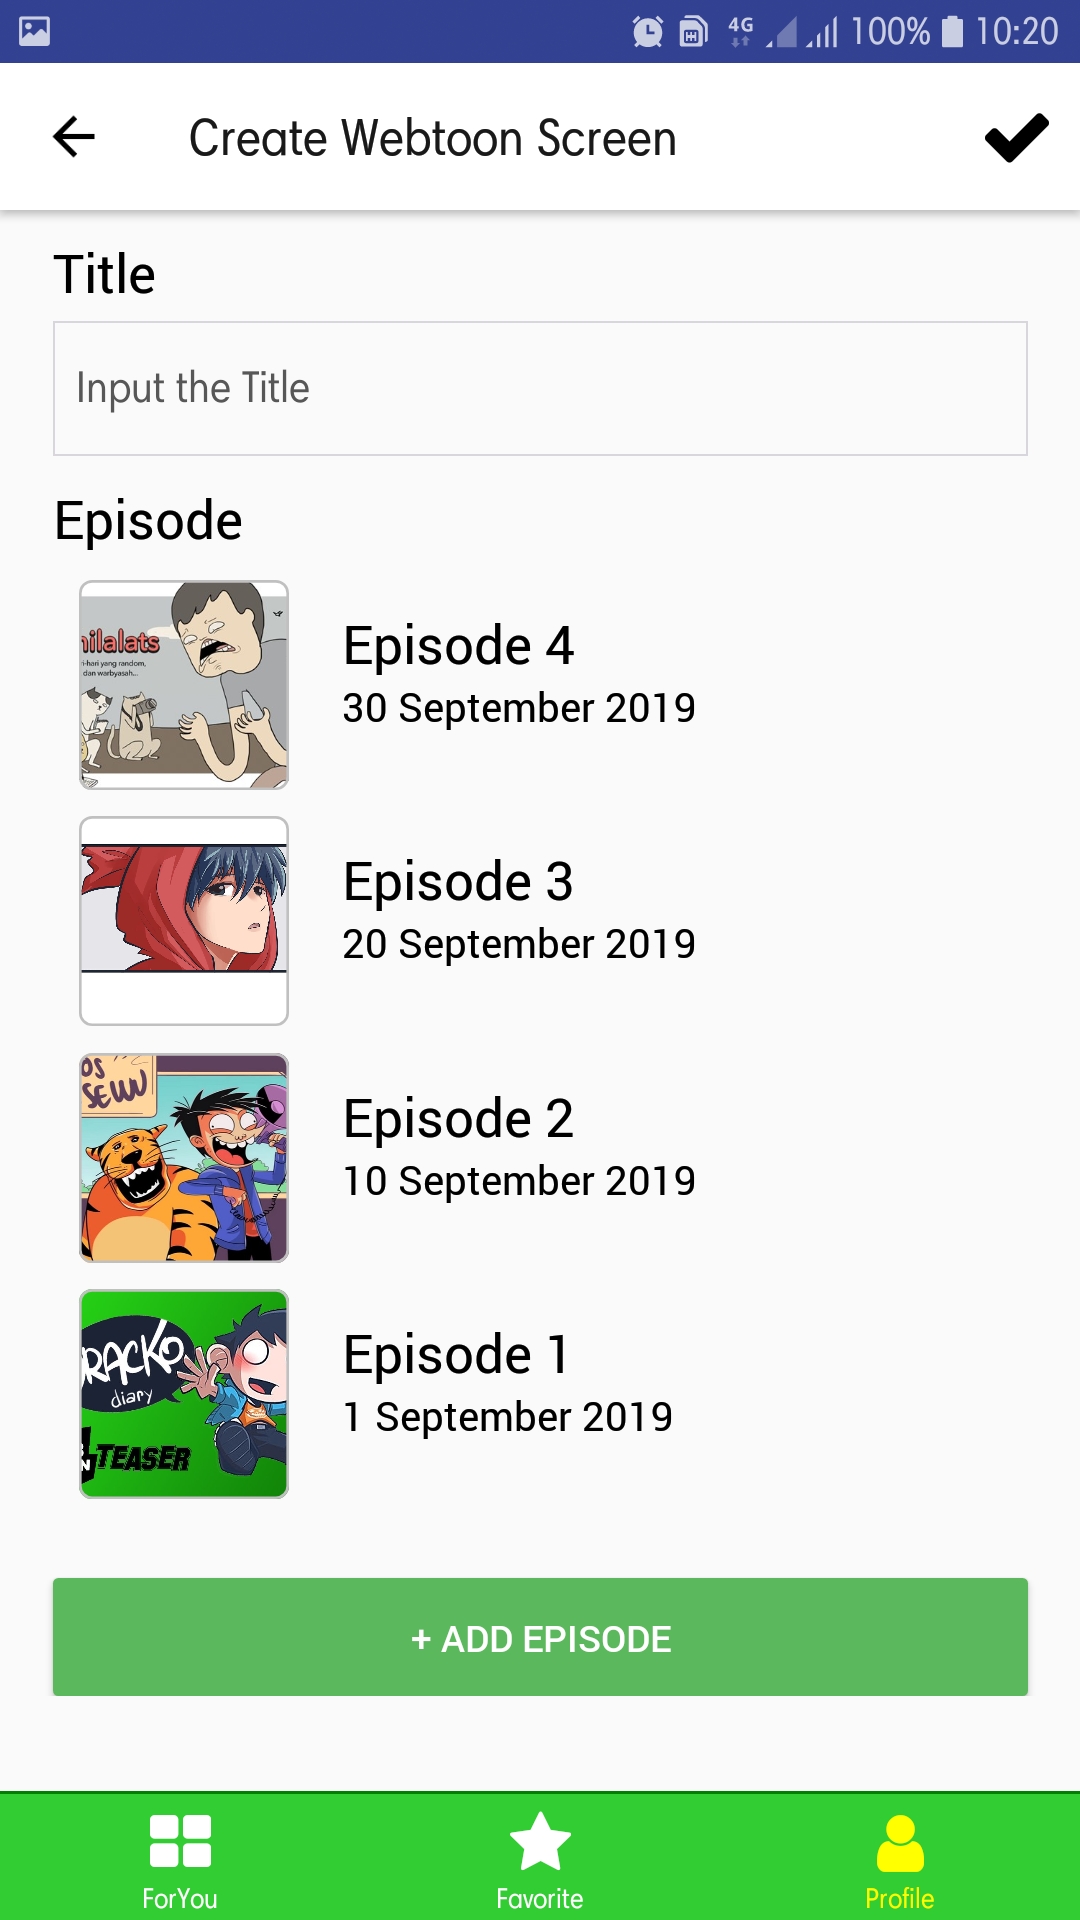 4G 100% 10:20
Create Webtoon Screen
Title
Input the Title
Episode
nilalats
i-hari yang random,
dan warbyasah...
Episode 4
30 September 2019
Episode 3
20 September 2019
OS
SEWU
Episode 2
10 September 2019
RACKO
diary
TEASER
Episode 1
1 September 2019
+ ADD EPISODE
ForYou
Favorite
Profile